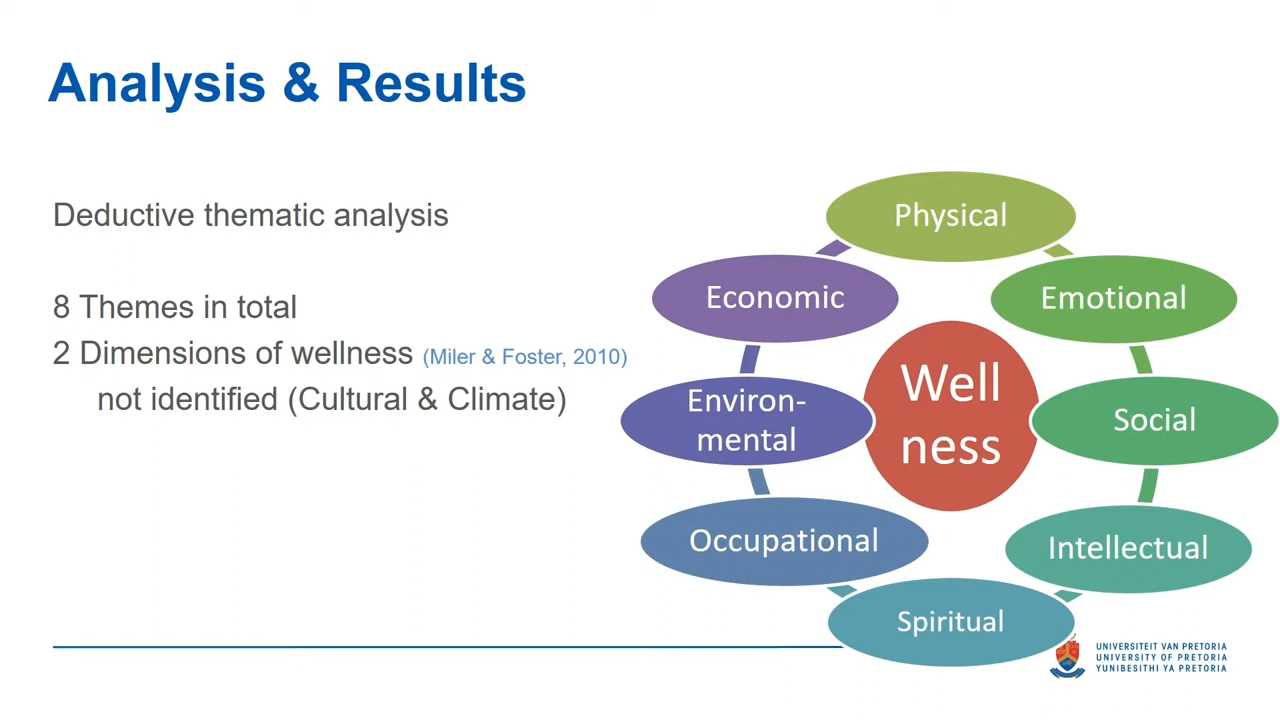 Analysis & Results
Deductive thematic analysis
8 Themes in total
2 Dimensions of wellness (Miler & Foster, 2010)
not identified (Cultural & Climate)
Physical
Emotional
Social
Intellectual
Spiritual
Occupational
Environ-
mental
Economic
Well
ness
UNIVERSITEIT VAN PRETORIA
UNIVERSITY OF PRETORIA
YUNIBESITHI YA PRETORIA